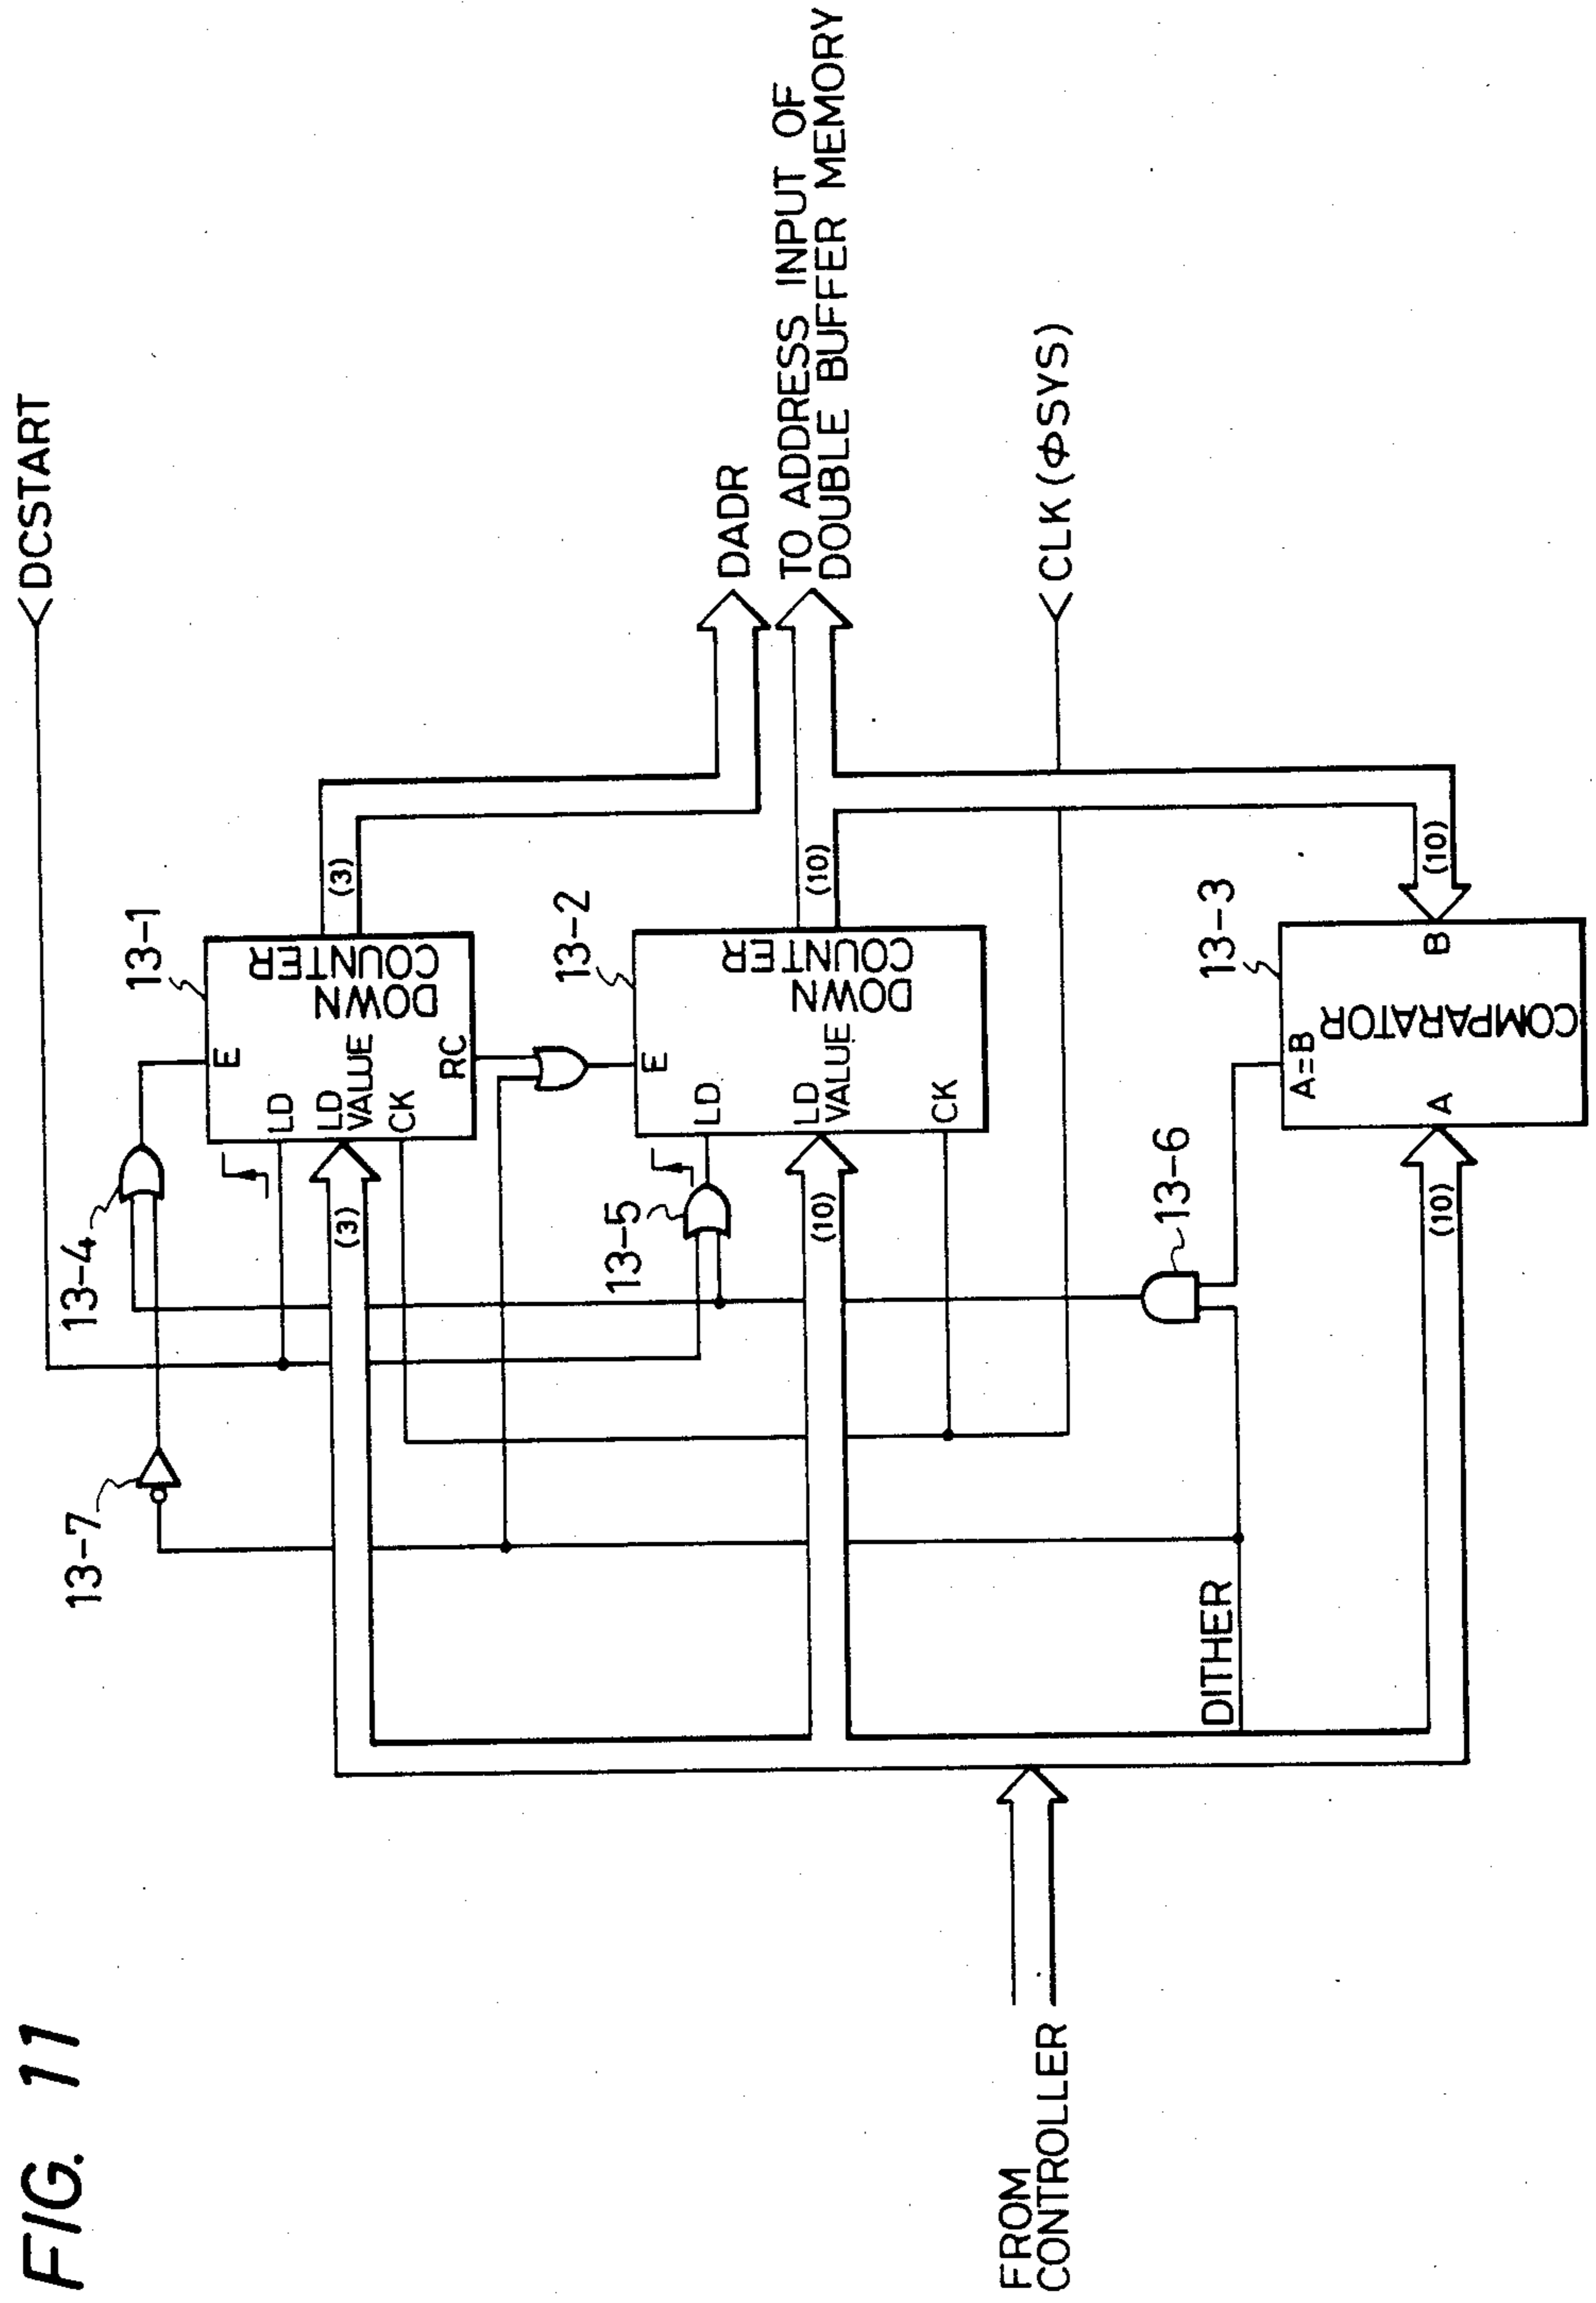 FIG. 11
DCSTART
13-7
13-4
13-1
E
LD
LD
VALUE
CK
RC
DOWN
COUNTER
(3)
(3)
DADR
13-5
13-2
E
LD
LD
VALUE
CK
DOWN
COUNTER
(10)
(10)
TO ADDRESS INPUT OF
DOUBLE BUFFER MEMORY
CLK(ΦSYS)
FROM
CONTROLLER
DITHER
13-6
13-3
A=B
A
B
COMPARATOR
(10)
(10)